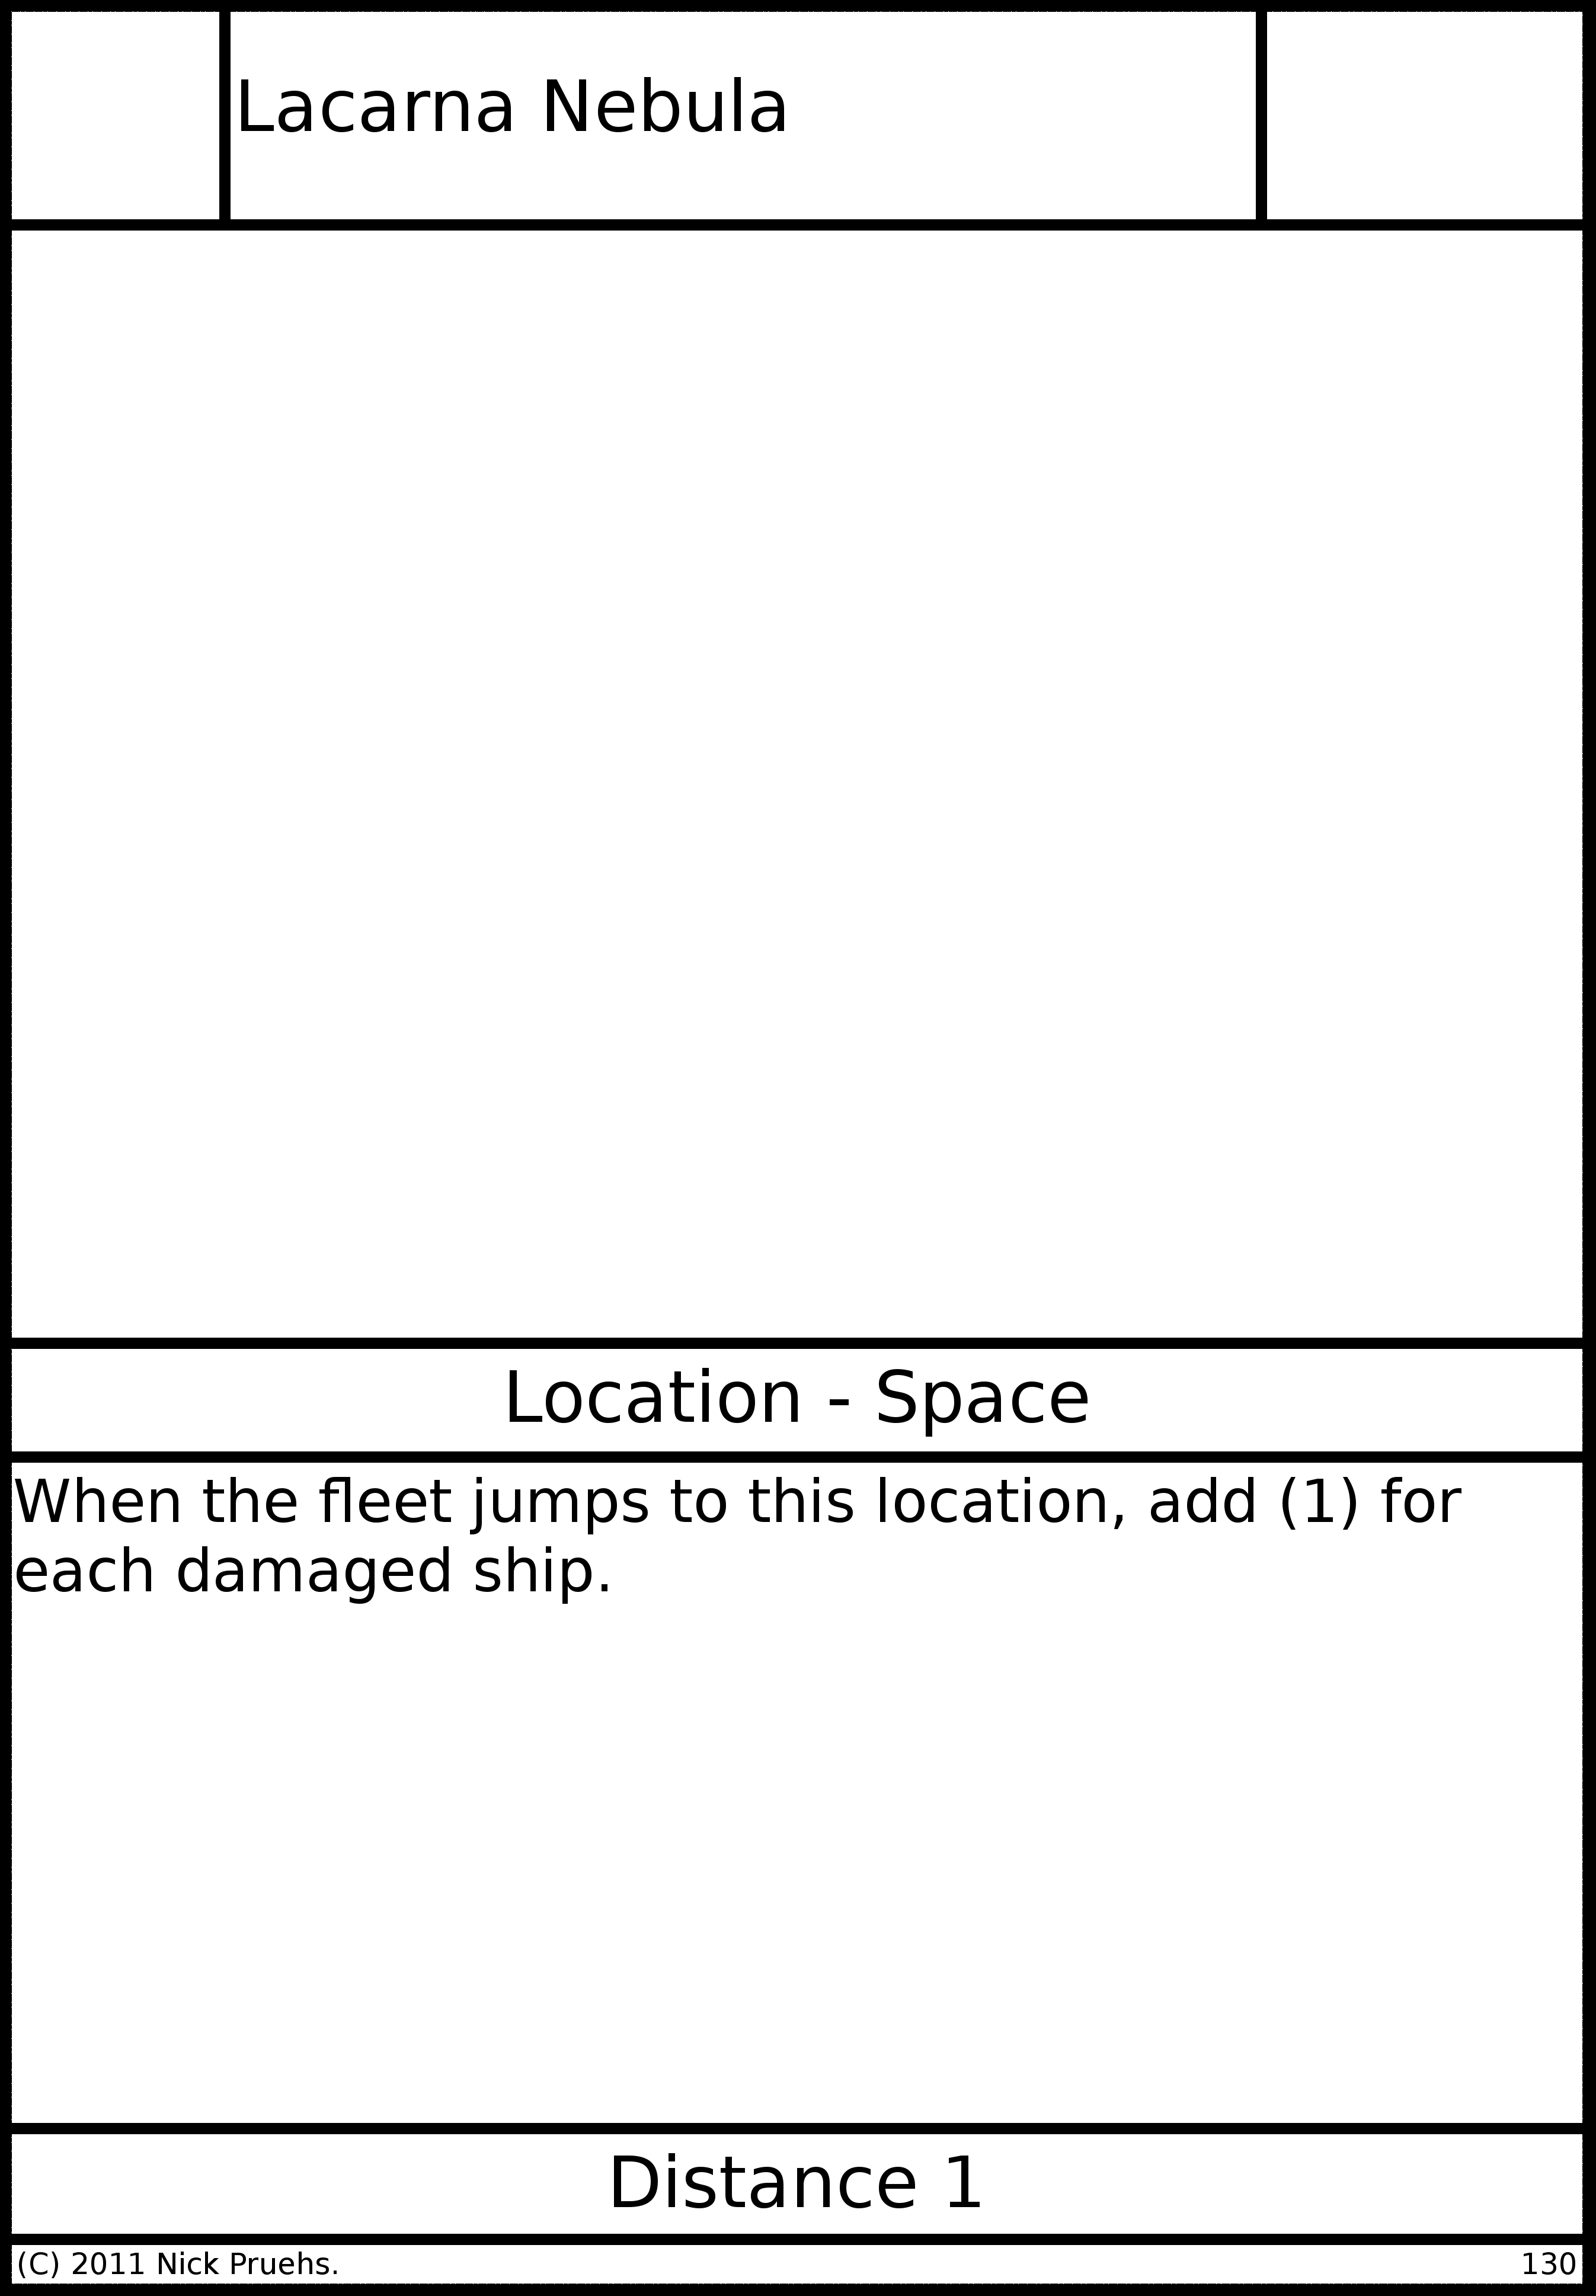 Lacarna Nebula
Location - Space
When the fleet jumps to this location, add (1) for
each damaged ship.
Distance 1
(C) 2011 Nick Pruehs.
130